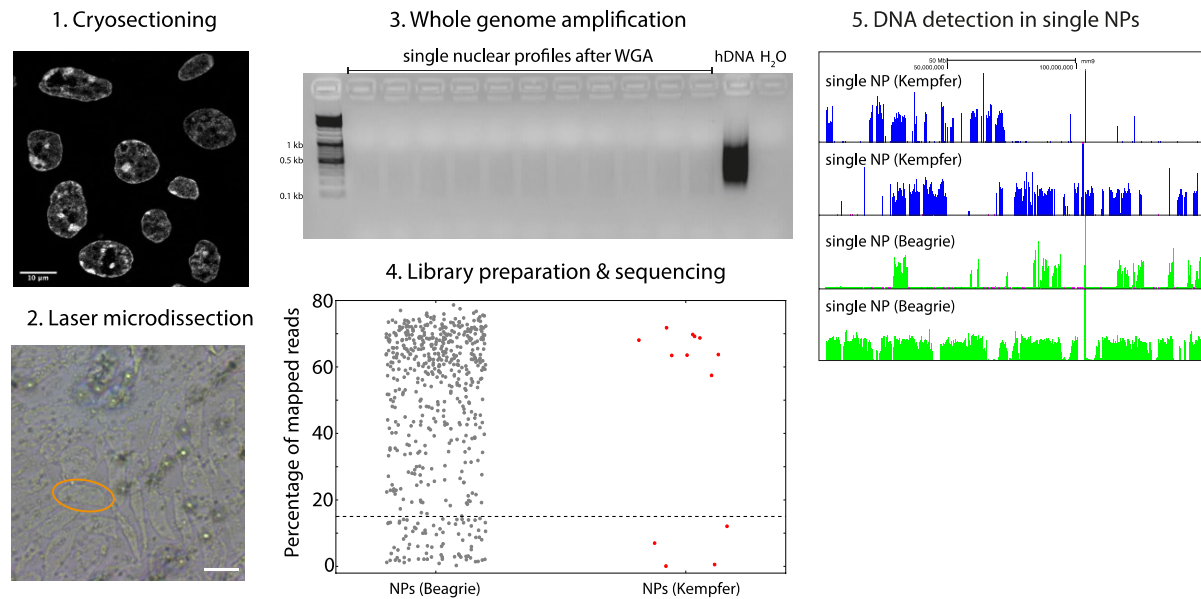 1. Cryosectioning
10 μm
2. Laser microdissection
3. Whole genome amplification
single nuclear profiles after WGA
hDNA
H₂O
1 kb
0.5 kb
0.1 kb
4. Library preparation & sequencing
Percentage of mapped reads
80
60
40
20
0
NPs (Beagrie)
NPs (Kempfer)
5. DNA detection in single NPs
50 Mb
mm9
50,000,000
100,000,000
single NP (Kempfer)
single NP (Kempfer)
single NP (Beagrie)
single NP (Beagrie)